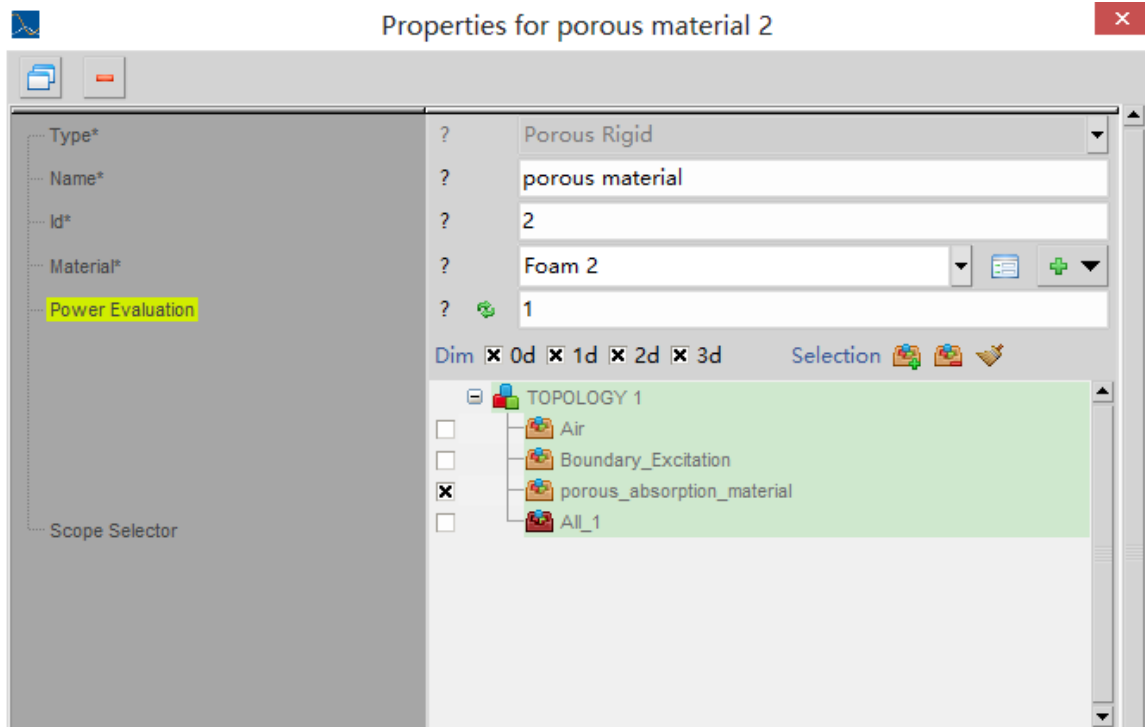 Properties for porous material 2
Type* ? Porous Rigid
Name* ? porous material
Id* ? 2
Material* ? Foam 2
Power Evaluation ? 1
Dim 0d 1d 2d 3d Selection
TOPOLOGY 1
Air
Boundary_Excitation
porous_absorption_material
All_1
Scope Selector